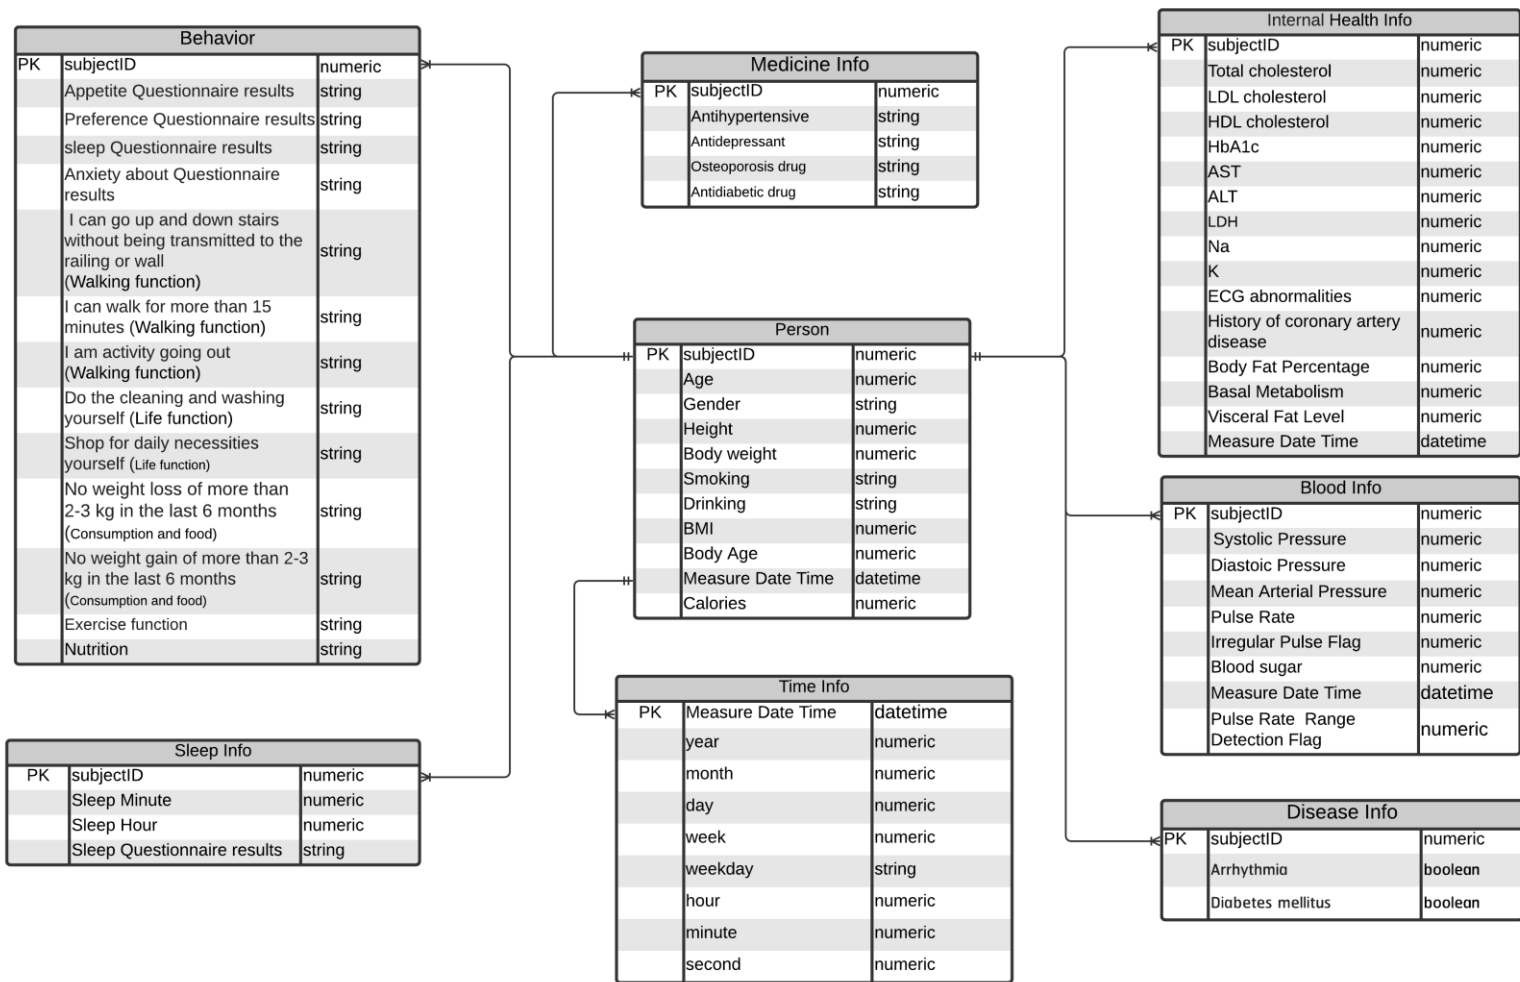 Behavior
PK subjectID numeric
Appetite Questionnaire results string
Preference Questionnaire results string
sleep Questionnaire results string
Anxiety about Questionnaire
results string
I can go up and down stairs
without being transmitted to the
railing or wall
(Walking function) string
I can walk for more than 15
minutes (Walking function) string
I am activity going out
(Walking function) string
Do the cleaning and washing
yourself (Life function) string
Shop for daily necessities
yourself (Life function) string
No weight loss of more than
2-3 kg in the last 6 months
(Consumption and food) string
No weight gain of more than 2-3
kg in the last 6 months
(Consumption and food) string
Exercise function string
Nutrition string
Sleep Info
PK subjectID numeric
Sleep Minute numeric
Sleep Hour numeric
Sleep Questionnaire results string
Medicine Info
PK subjectID numeric
Antihypertensive string
Antidepressant string
Osteoporosis drug string
Antidiabetic drug string
Person
PK subjectID numeric
Age numeric
Gender string
Height numeric
Body weight numeric
Smoking string
Drinking string
BMI numeric
Body Age numeric
Measure Date Time datetime
Calories numeric
Time Info
PK Measure Date Time datetime
year numeric
month numeric
day numeric
week numeric
weekday string
hour numeric
minute numeric
second numeric
Internal Health Info
PK subjectID numeric
Total cholesterol numeric
LDL cholesterol numeric
HDL cholesterol numeric
HbA1c numeric
AST numeric
ALT numeric
LDH numeric
Na numeric
K numeric
ECG abnormalities numeric
History of coronary artery
disease numeric
Body Fat Percentage numeric
Basal Metabolism numeric
Visceral Fat Level numeric
Measure Date Time datetime
Blood Info
PK subjectID numeric
Systolic Pressure numeric
Diastoic Pressure numeric
Mean Arterial Pressure numeric
Pulse Rate numeric
Irregular Pulse Flag numeric
Blood sugar numeric
Measure Date Time datetime
Pulse Rate Range
Detection Flag numeric
Disease Info
PK subjectID numeric
Arrhythmia boolean
Diabetes mellitus boolean